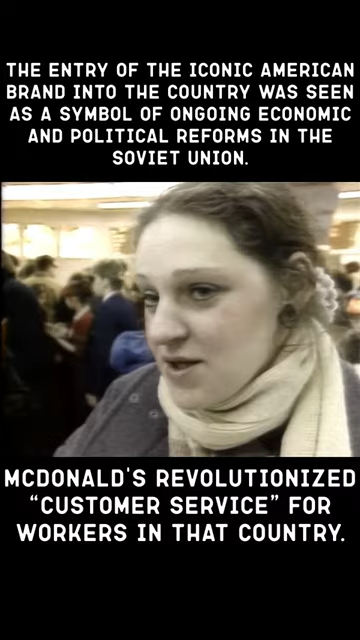 THE ENTRY OF THE ICONIC AMERICAN
BRAND INTO THE COUNTRY WAS SEEN
AS A SYMBOL OF ONGOING ECONOMIC
AND POLITICAL REFORMS IN THE
SOVIET UNION.
MCDONALD'S REVOLUTIONIZED
“CUSTOMER SERVICE” FOR
WORKERS IN THAT COUNTRY.